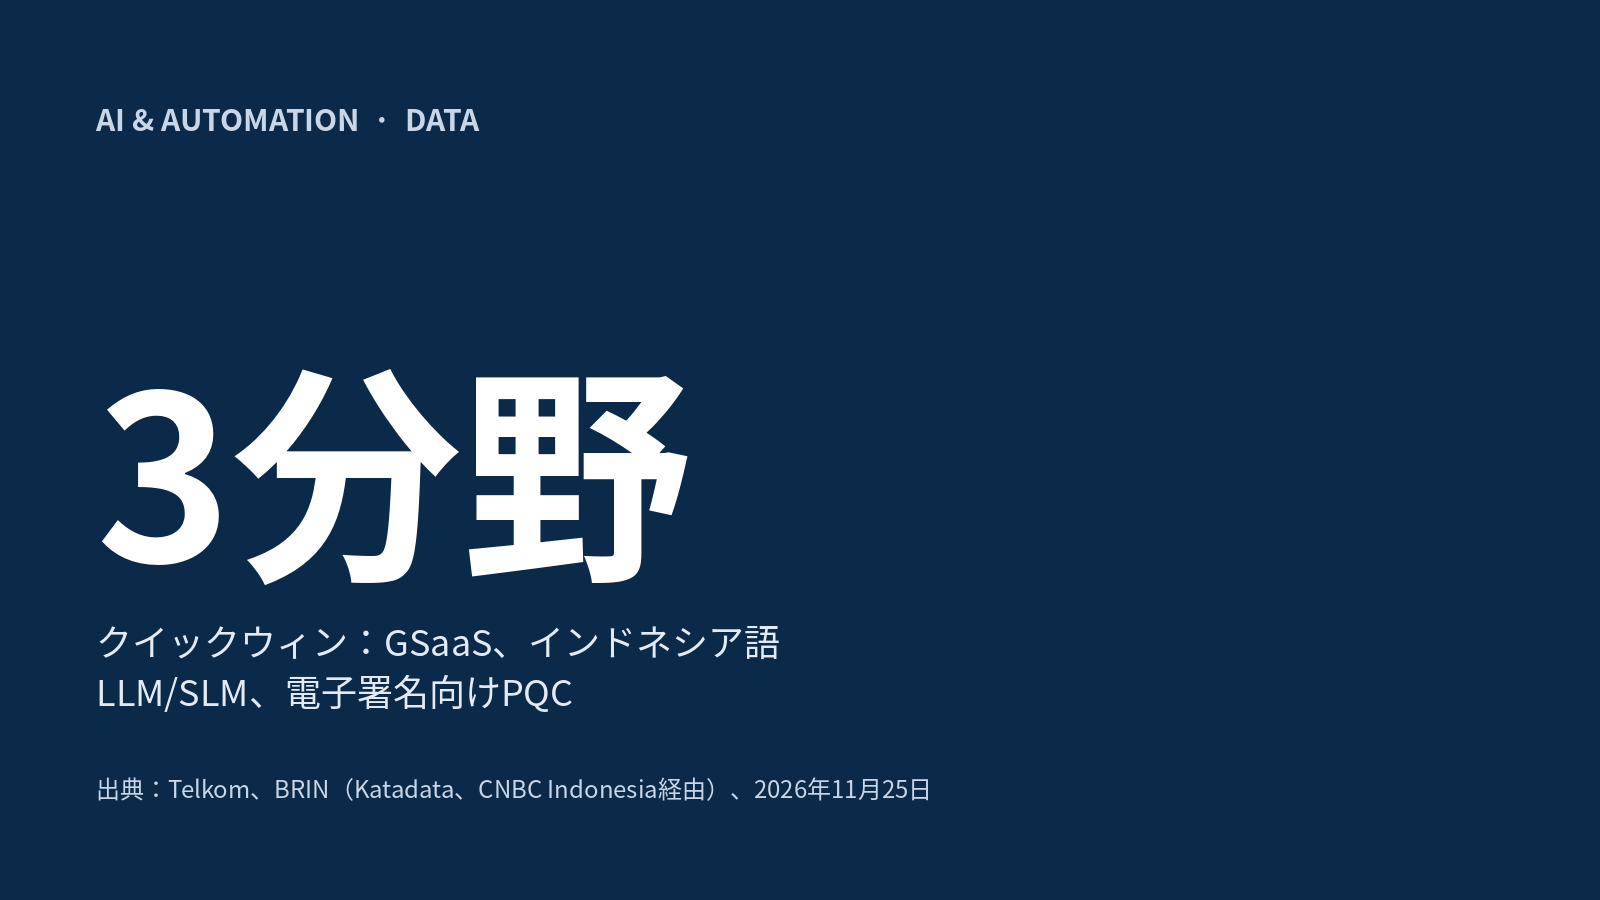 AI & AUTOMATION · DATA
3分野
クイックウィン：GSaaS、インドネシア語
LLM/SLM、電子署名向けPQC
出典：Telkom、BRIN（Katadata、CNBC Indonesia経由）、2026年11月25日